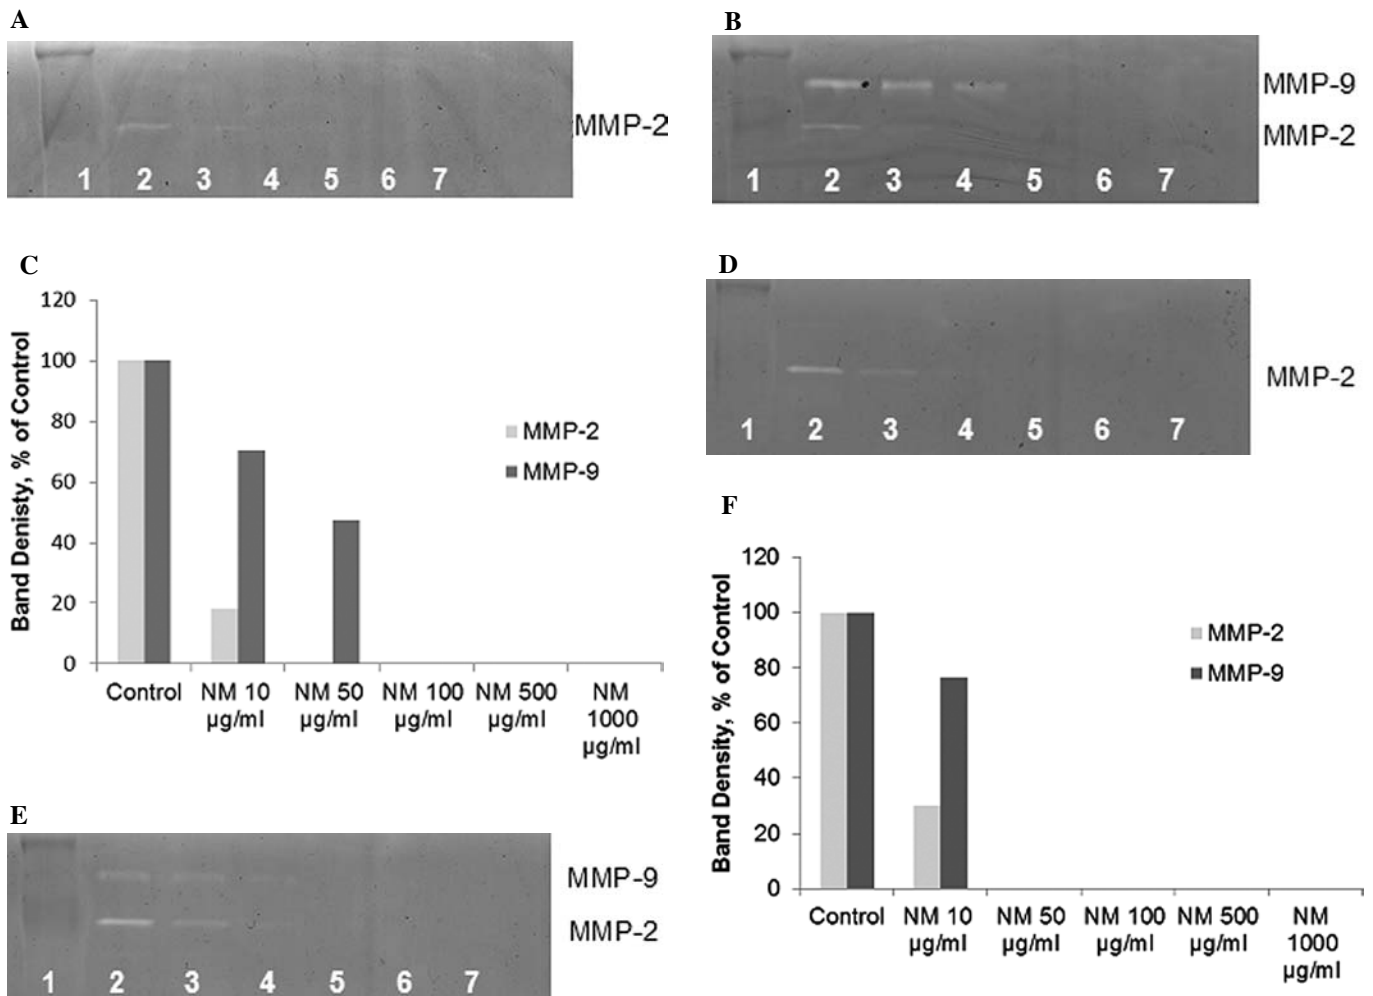 A
MMP-2
1 2 3 4 5 6 7
B
MMP-9
MMP-2
1 2 3 4 5 6 7
C
Band Denisty, % of Control
120
100
80
60
40
20
0
MMP-2
MMP-9
Control NM 10 NM 50 NM 100 NM 500 NM
µg/ml µg/ml µg/ml µg/ml 1000
µg/ml
D
MMP-2
1 2 3 4 5 6 7
E
MMP-9
MMP-2
1 2 3 4 5 6 7
F
Band Density, % of Control
120
100
80
60
40
20
0
MMP-2
MMP-9
Control NM 10 NM 50 NM 100 NM 500 NM
µg/ml µg/ml µg/ml µg/ml 1000
µg/ml